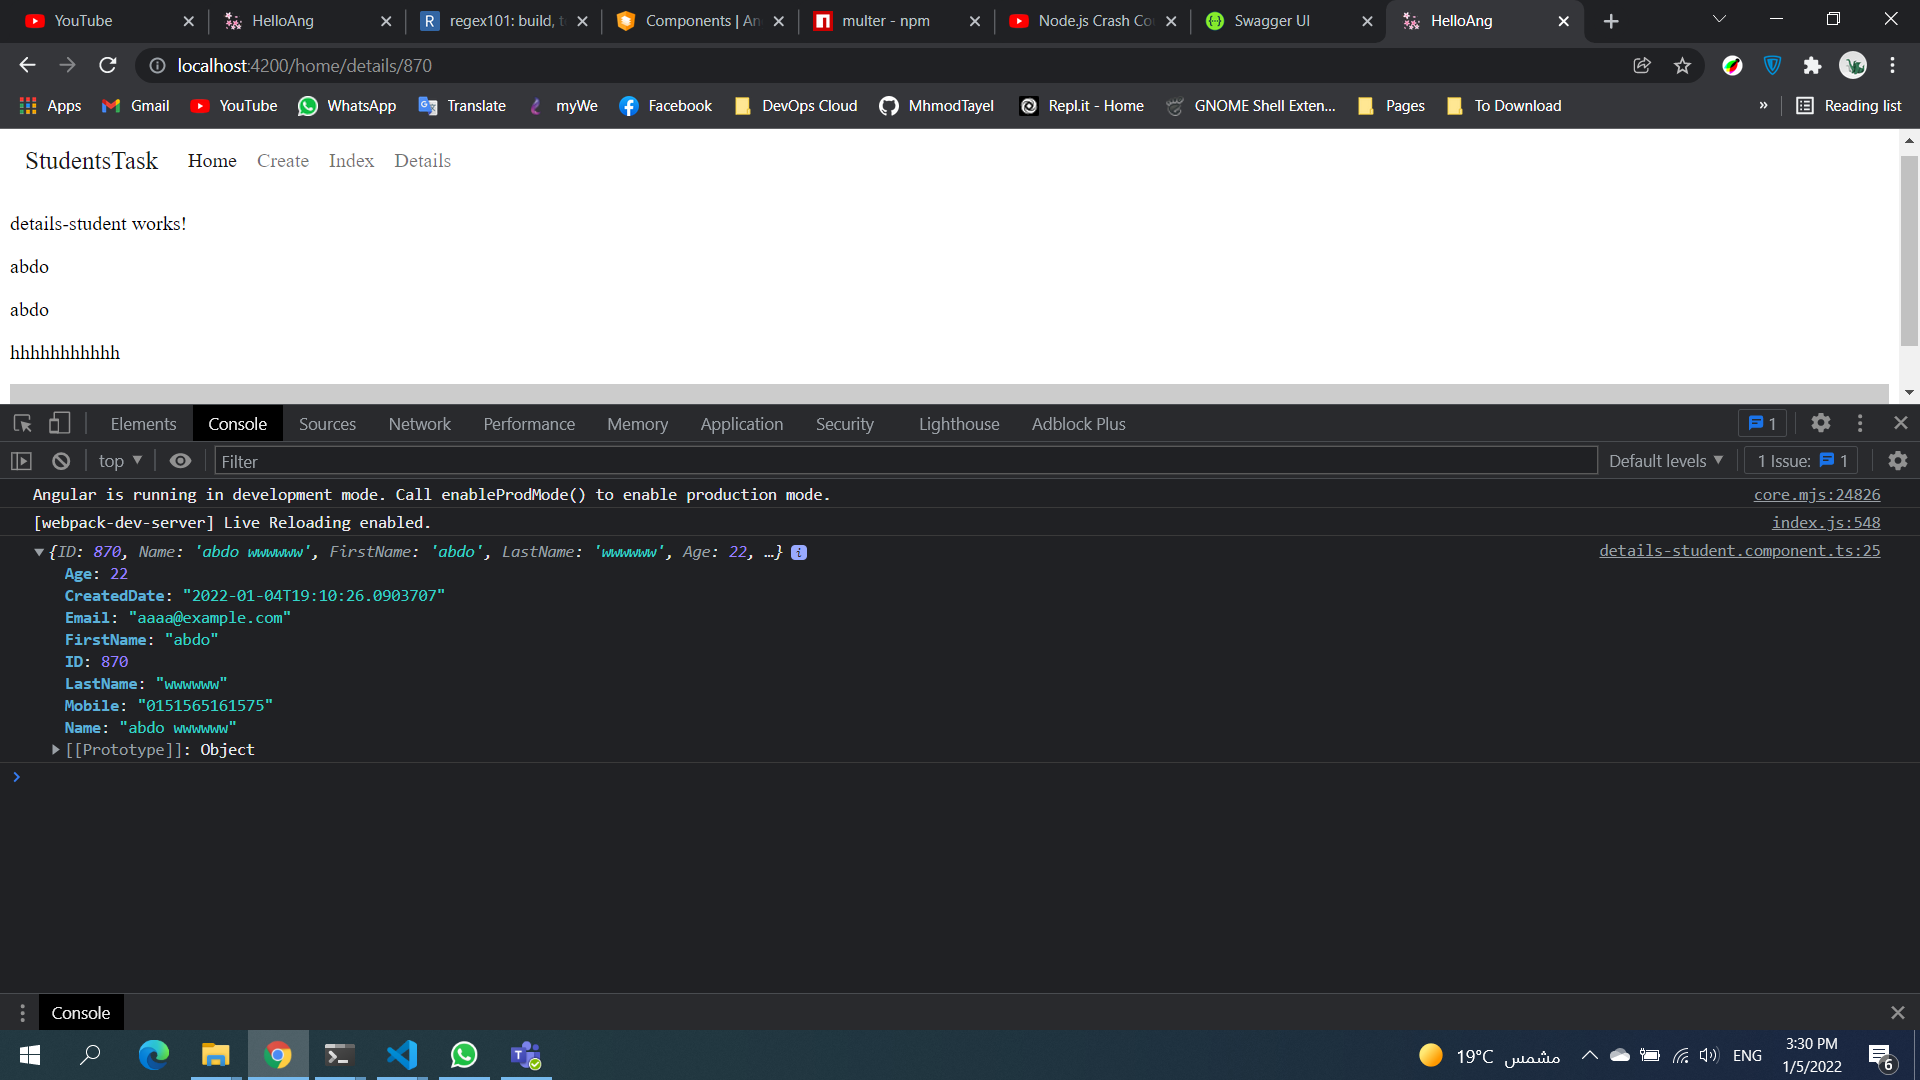 YouTube
HelloAng
regex101: build, t
Components | An
multer - npm
Node.js Crash Co
Swagger UI
HelloAng
localhost:4200/home/details/870
Apps
Gmail
YouTube
WhatsApp
Translate
myWe
Facebook
DevOps Cloud
MhmodTayel
Repl.it - Home
GNOME Shell Exten...
Pages
To Download
»
Reading list
StudentsTask
Home
Create
Index
Details
details-student works!
abdo
abdo
hhhhhhhhhhh
Elements
Console
Sources
Network
Performance
Memory
Application
Security
Lighthouse
Adblock Plus
1
top
Filter
Default levels
1 Issue: 1
Angular is running in development mode. Call enableProdMode() to enable production mode.
core.mjs:24826
[webpack-dev-server] Live Reloading enabled.
index.js:548
{ID: 870, Name: 'abdo wwwwww', FirstName: 'abdo', LastName: 'wwwwww', Age: 22, …}
details-student.component.ts:25
Age: 22
CreatedDate: "2022-01-04T19:10:26.0903707"
Email: "aaaa@example.com"
FirstName: "abdo"
ID: 870
LastName: "wwwwww"
Mobile: "0151565161575"
Name: "abdo wwwwww"
[[Prototype]]: Object
Console
19°C مشمس
ENG
3:30 PM
1/5/2022
6